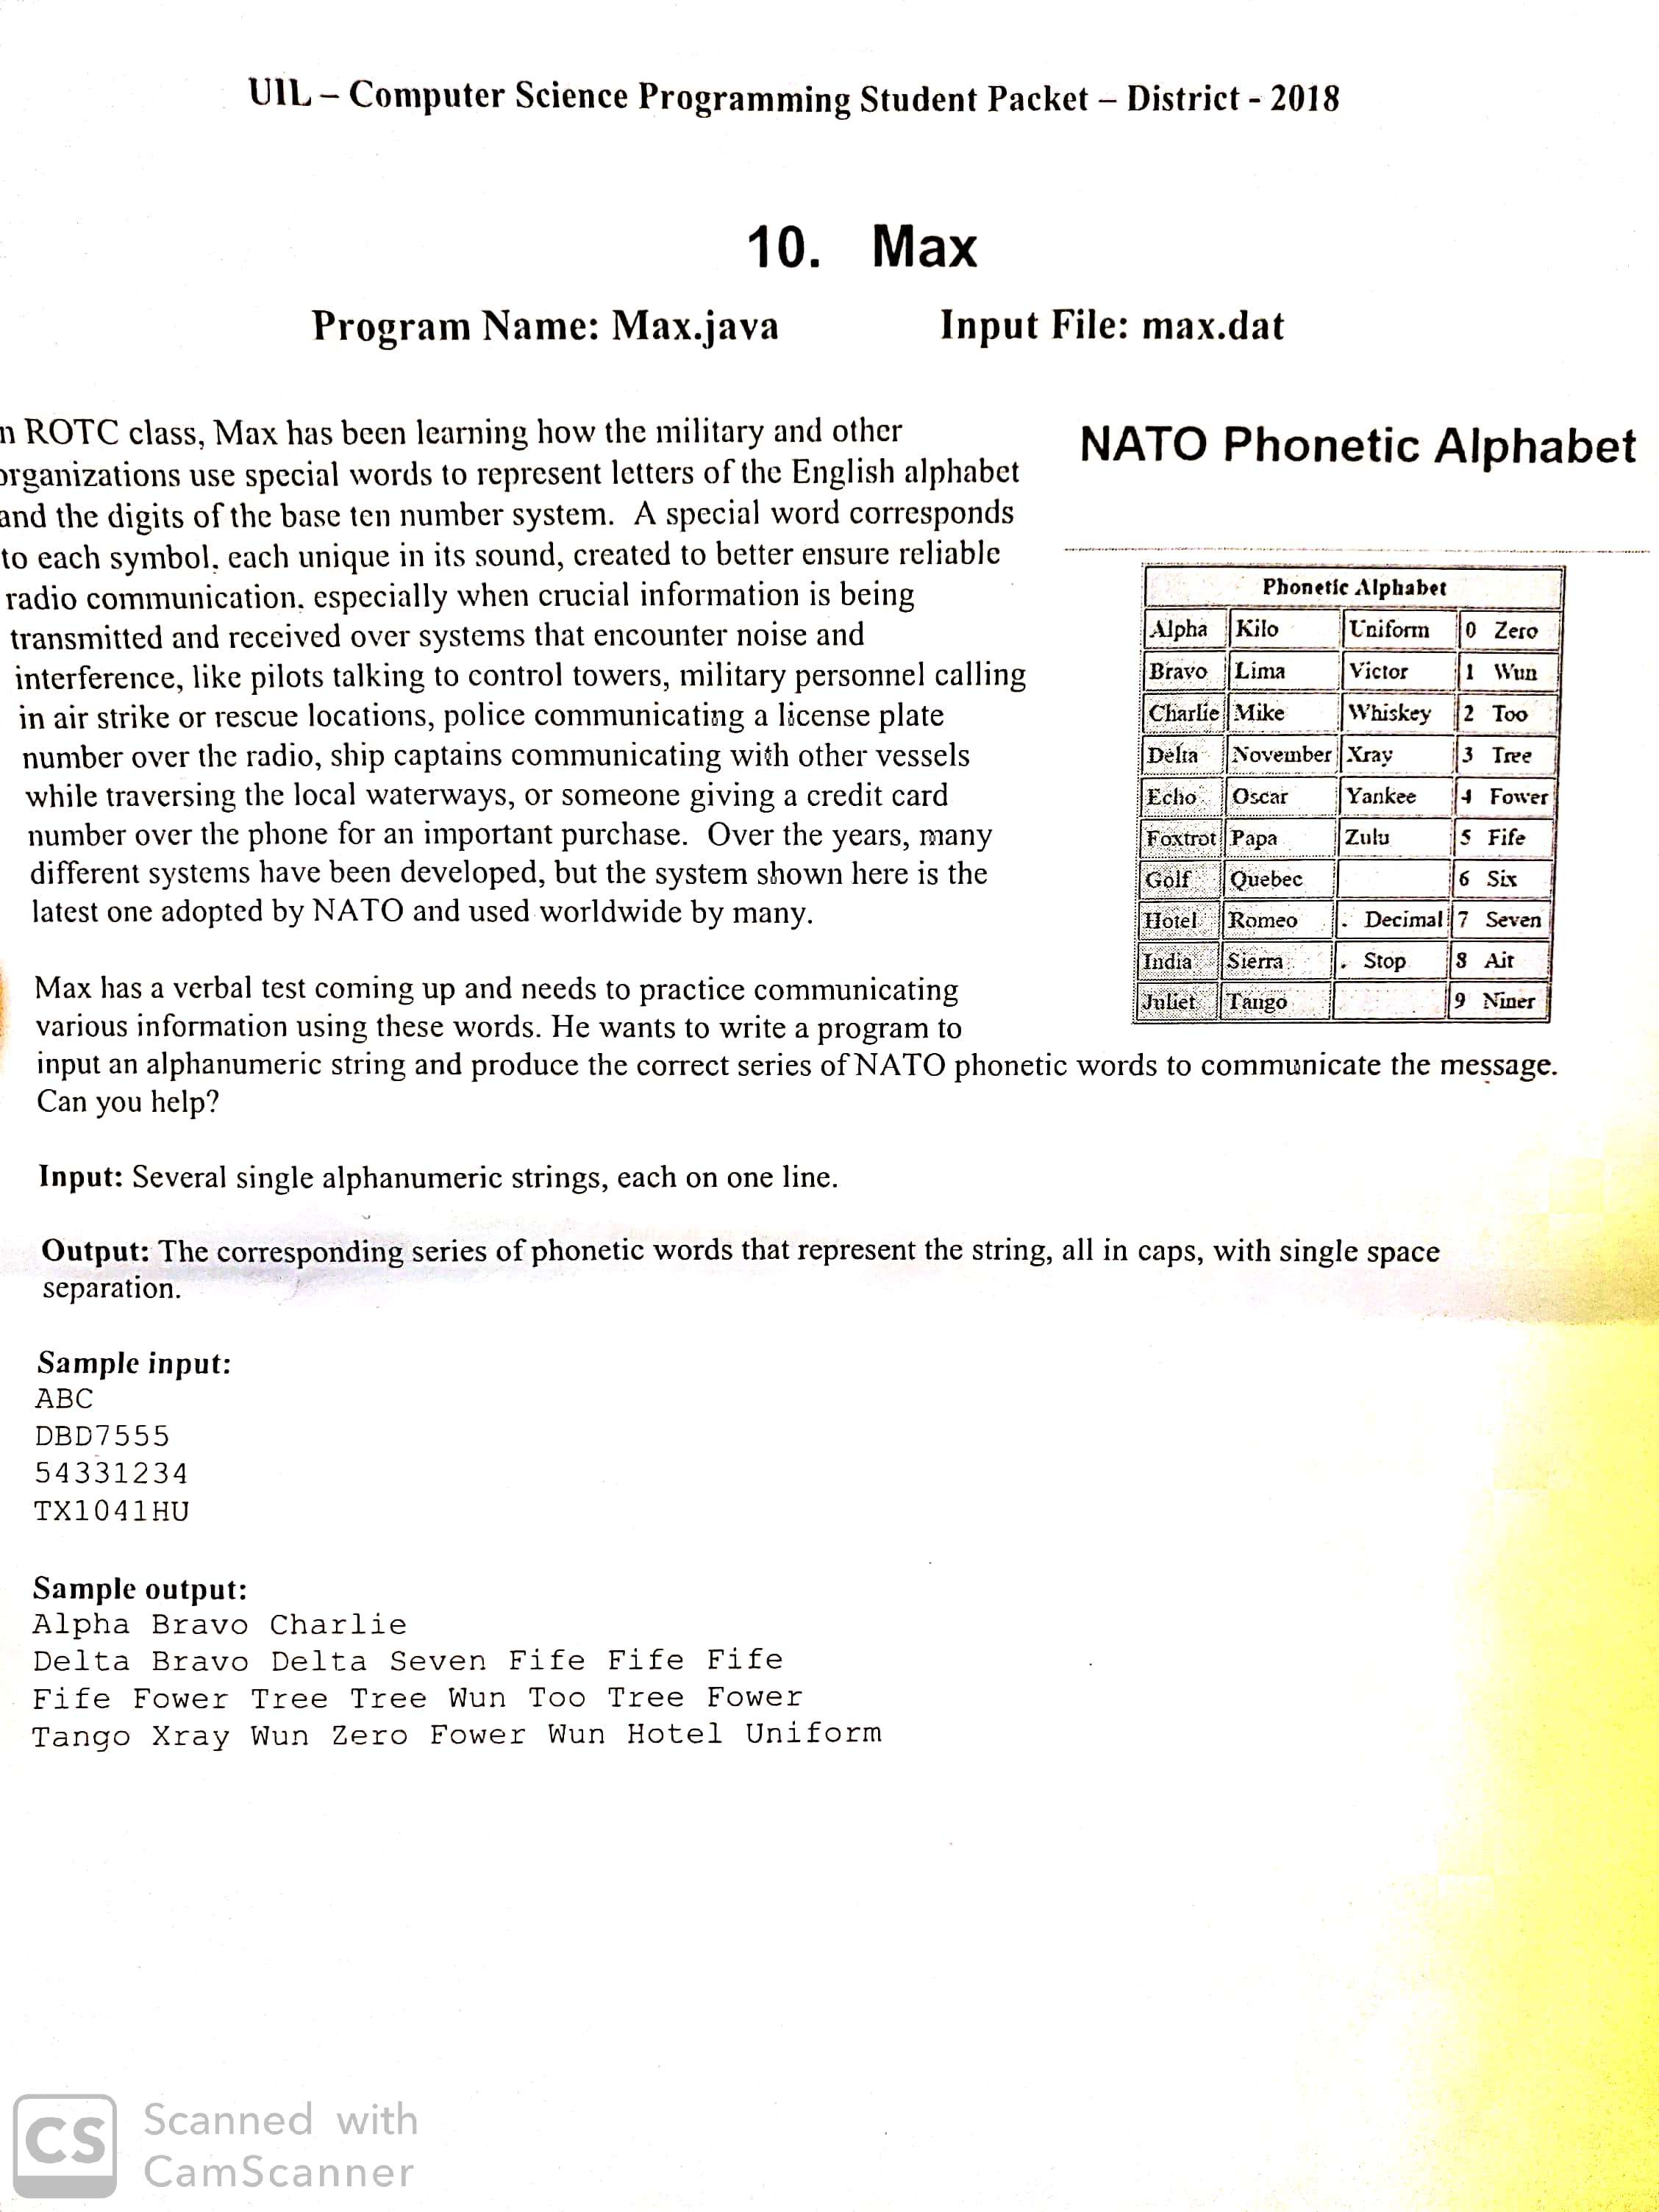 UIL – Computer Science Programming Student Packet – District - 2018
10. Max
Program Name: Max.java Input File: max.dat
n ROTC class, Max has been learning how the military and other
organizations use special words to represent letters of the English alphabet
and the digits of the base ten number system. A special word corresponds
to each symbol, each unique in its sound, created to better ensure reliable
radio communication, especially when crucial information is being
transmitted and received over systems that encounter noise and
interference, like pilots talking to control towers, military personnel calling
in air strike or rescue locations, police communicating a license plate
number over the radio, ship captains communicating with other vessels
while traversing the local waterways, or someone giving a credit card
number over the phone for an important purchase. Over the years, many
different systems have been developed, but the system shown here is the
latest one adopted by NATO and used worldwide by many.
NATO Phonetic Alphabet
Phonetic Alphabet
Alpha Kilo Uniform 0 Zero
Bravo Lima Victor 1 Wun
Charlie Mike Whiskey 2 Too
Delta November Xray 3 Tree
Echo Oscar Yankee 4 Fower
Foxtrot Papa Zulu 5 Fife
Golf Quebec 6 Six
Hotel Romeo . Decimal 7 Seven
India Sierra . Stop 8 Ait
Juliet Tango 9 Niner
Max has a verbal test coming up and needs to practice communicating
various information using these words. He wants to write a program to
input an alphanumeric string and produce the correct series of NATO phonetic words to communicate the message.
Can you help?
Input: Several single alphanumeric strings, each on one line.
Output: The corresponding series of phonetic words that represent the string, all in caps, with single space
separation.
Sample input:
ABC
DBD7555
54331234
TX1041HU
Sample output:
Alpha Bravo Charlie
Delta Bravo Delta Seven Fife Fife Fife
Fife Fower Tree Tree Wun Too Tree Fower
Tango Xray Wun Zero Fower Wun Hotel Uniform
CS
Scanned with
CamScanner